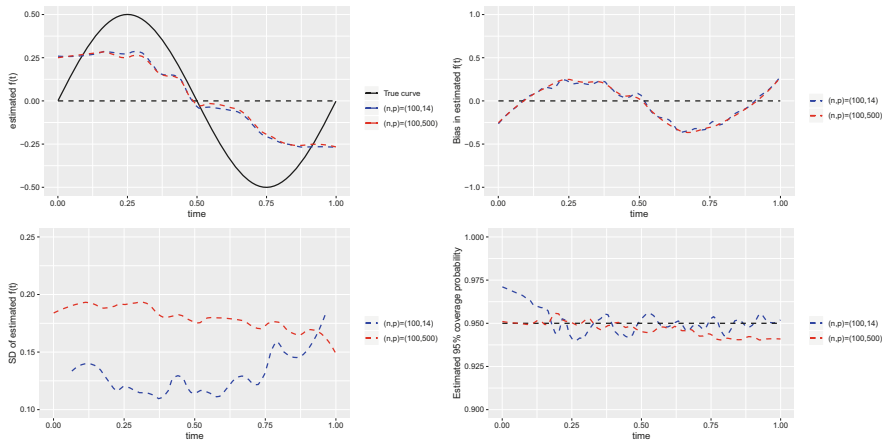 estimated f(t)
0.50
0.25
0.00
-0.25
-0.50
0.00
0.25
0.50
0.75
1.00
time
True curve
(n,p)=(100,14)
(n,p)=(100,500)
Bias in estimated f(t)
1.0
0.5
0.0
-0.5
-1.0
0.00
0.25
0.50
0.75
1.00
time
(n,p)=(100,14)
(n,p)=(100,500)
SD of estimated f(t)
0.25
0.20
0.15
0.10
0.00
0.25
0.50
0.75
1.00
time
(n,p)=(100,14)
(n,p)=(100,500)
Estimated 95% coverage probability
1.000
0.975
0.950
0.925
0.900
0.00
0.25
0.50
0.75
1.00
time
(n,p)=(100,14)
(n,p)=(100,500)